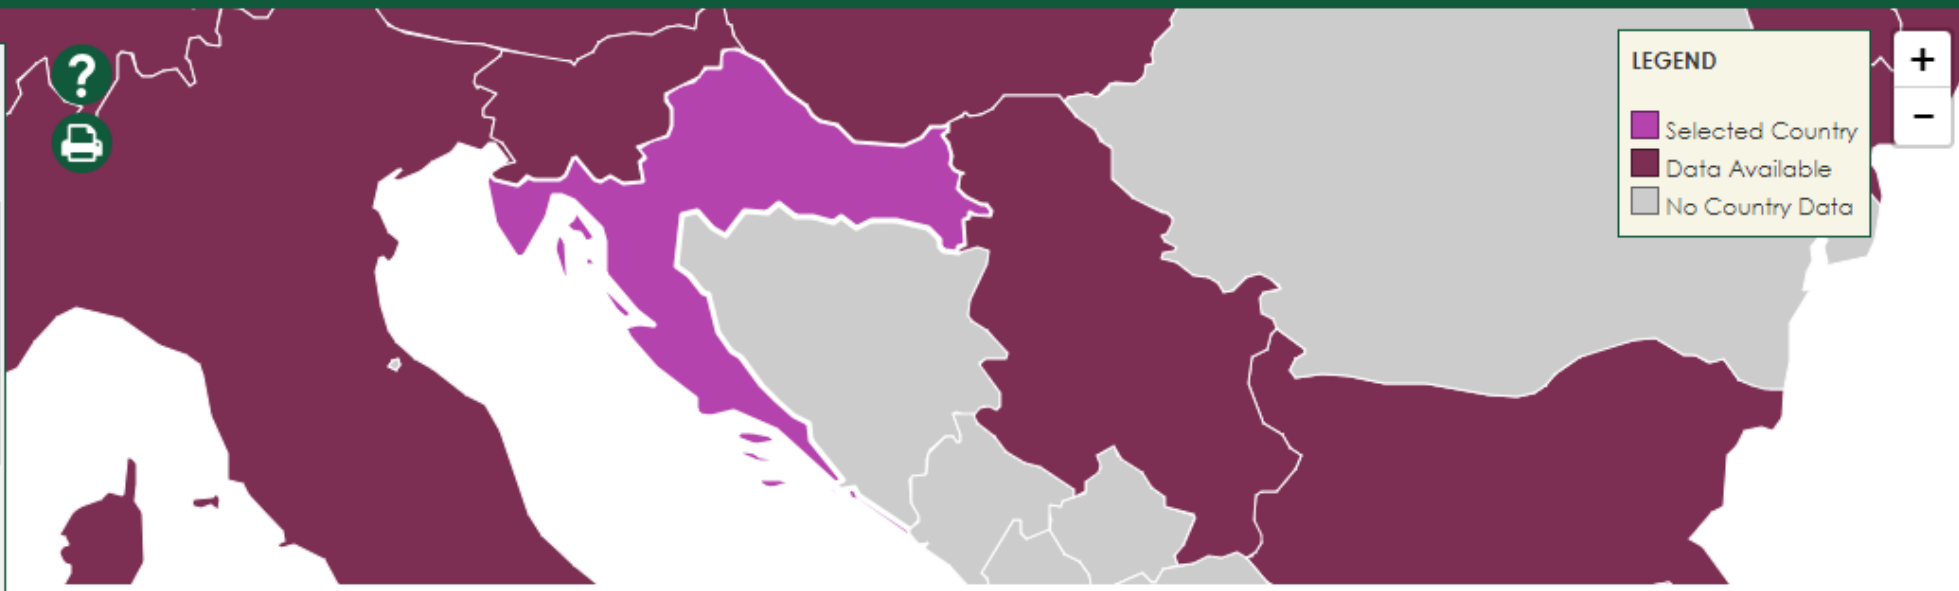 ?
LEGEND
Selected Country
Data Available
No Country Data
+
−